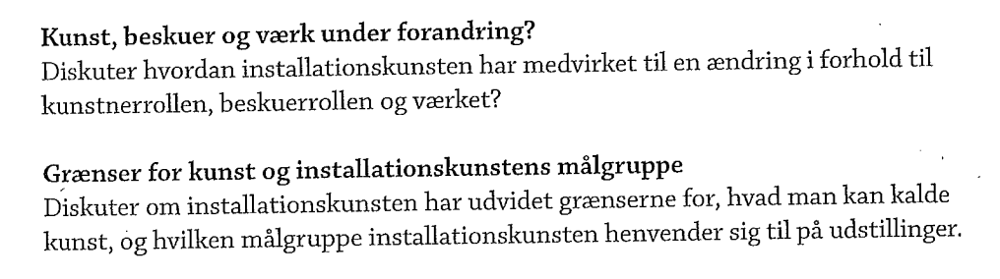 Kunst, beskuer og værk under forandring?
Diskuter hvordan installationskunsten har medvirket til en ændring i forhold til
kunstnerrollen, beskuerrollen og værket?
Grænser for kunst og installationskunstens målgruppe
Diskuter om installationskunsten har udvidet grænserne for, hvad man kan kalde
kunst, og hvilken målgruppe installationskunsten henvender sig til på udstillinger.